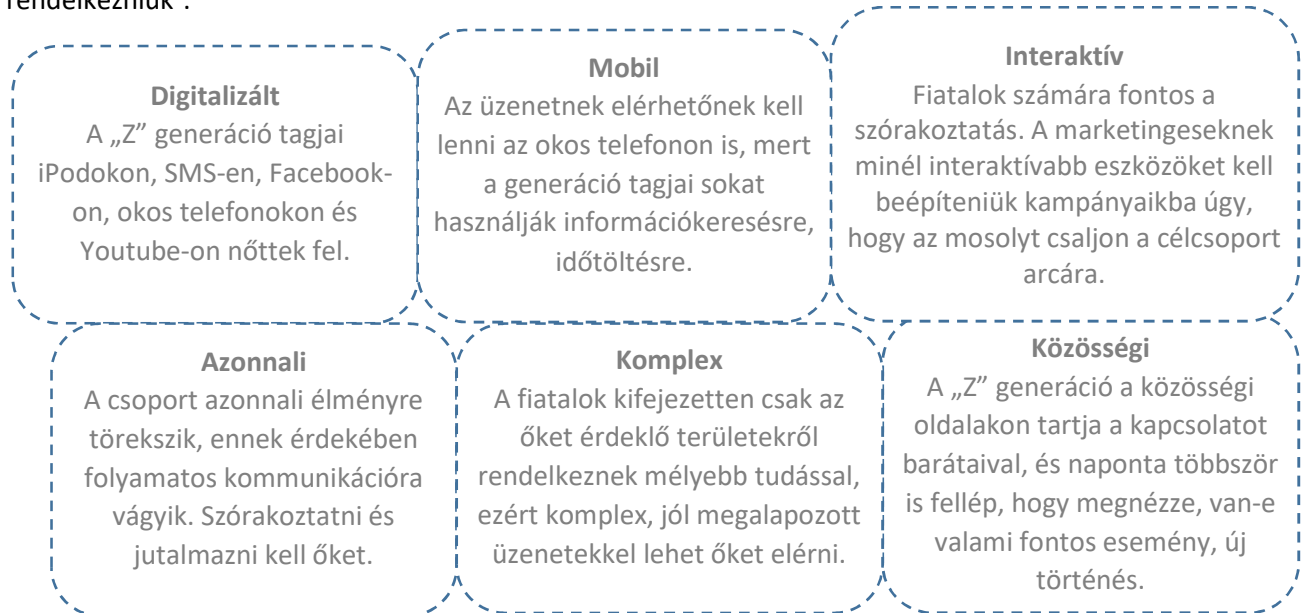 rendelkezniük".
Digitalizált
A „Z” generáció tagjai
iPodokon, SMS-en, Facebook-
on, okos telefonokon és
Youtube-on nőttek fel.
Mobil
Az üzenetnek elérhetőnek kell
lenni az okos telefonon is, mert
a generáció tagjai sokat
használják információkeresésre,
időtöltésre.
Interaktív
Fiatalok számára fontos a
szórakoztatás. A marketingeseknek
minél interaktívabb eszközöket kell
beépíteniük kampányaikba úgy,
hogy az mosolyt csaljon a célcsoport
arcára.
Azonnali
A csoport azonnali élményre
törekszik, ennek érdekében
folyamatos kommunikációra
vágyik. Szórakoztatni és
jutalmazni kell őket.
Komplex
A fiatalok kifejezetten csak az
őket érdeklő területekről
rendelkeznek mélyebb tudással,
ezért komplex, jól megalapozott
üzenetekkel lehet őket elérni.
Közösségi
A „Z” generáció a közösségi
oldalakon tartja a kapcsolatot
barátaival, és naponta többször
is fellép, hogy megnézze, van-e
valami fontos esemény, új
történés.